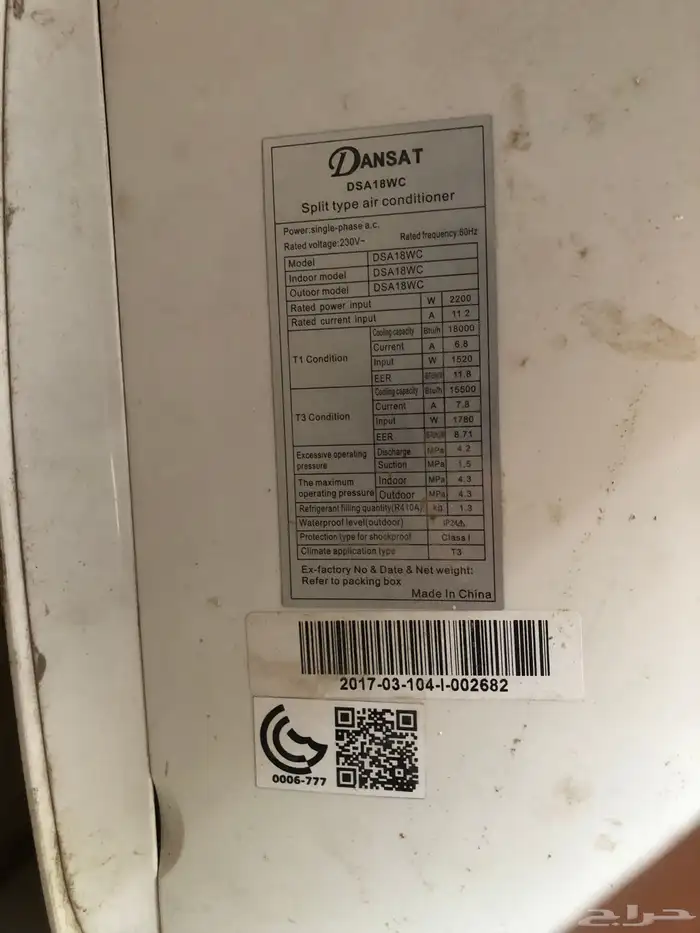 DANSAT
DSA18WC
Split type air conditioner
Power:single-phase a.c.
Rated voltage:230V~ Rated frequency:60Hz
Model DSA18WC
Indoor model DSA18WC
Outoor model DSA18WC
Rated power input W 2200
Rated current input A 11.2
T1 Condition
Cooling capacity Btu/h 18000
Current A 6.8
Input W 1520
EER 11.8
T3 Condition
Cooling capacity Btu/h 15500
Current A 7.8
Input W 1780
EER 8.71
Excessive operating pressure
Discharge MPa 4.2
Suction MPa 1.5
The maximum operating pressure
Indoor MPa 4.3
Outdoor MPa 4.3
Refrigerant filling quantity(R410A) kg 1.3
Waterproof level(outdoor)
Protection type for shockproof Class I
Climate application type T3
Ex-factory No & Date & Net weight:
Refer to packing box
Made In China
2017-03-104-I-002682
0006-777
حراج